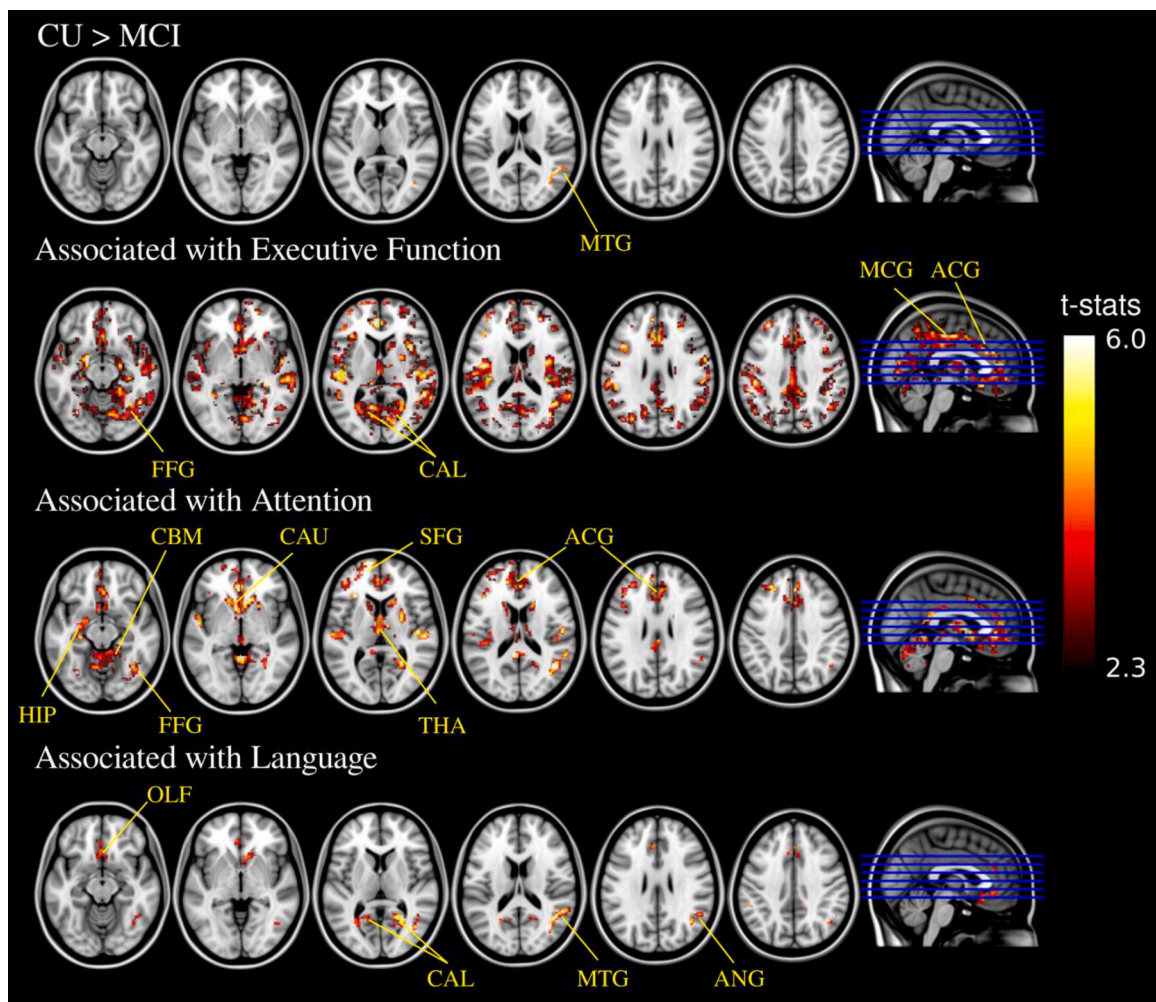 CU > MCI
MTG
Associated with Executive Function
MCG ACG
t-stats
6.0
FFG CAL
Associated with Attention
CBM CAU SFG ACG
2.3
HIP FFG THA
Associated with Language
OLF
CAL MTG ANG